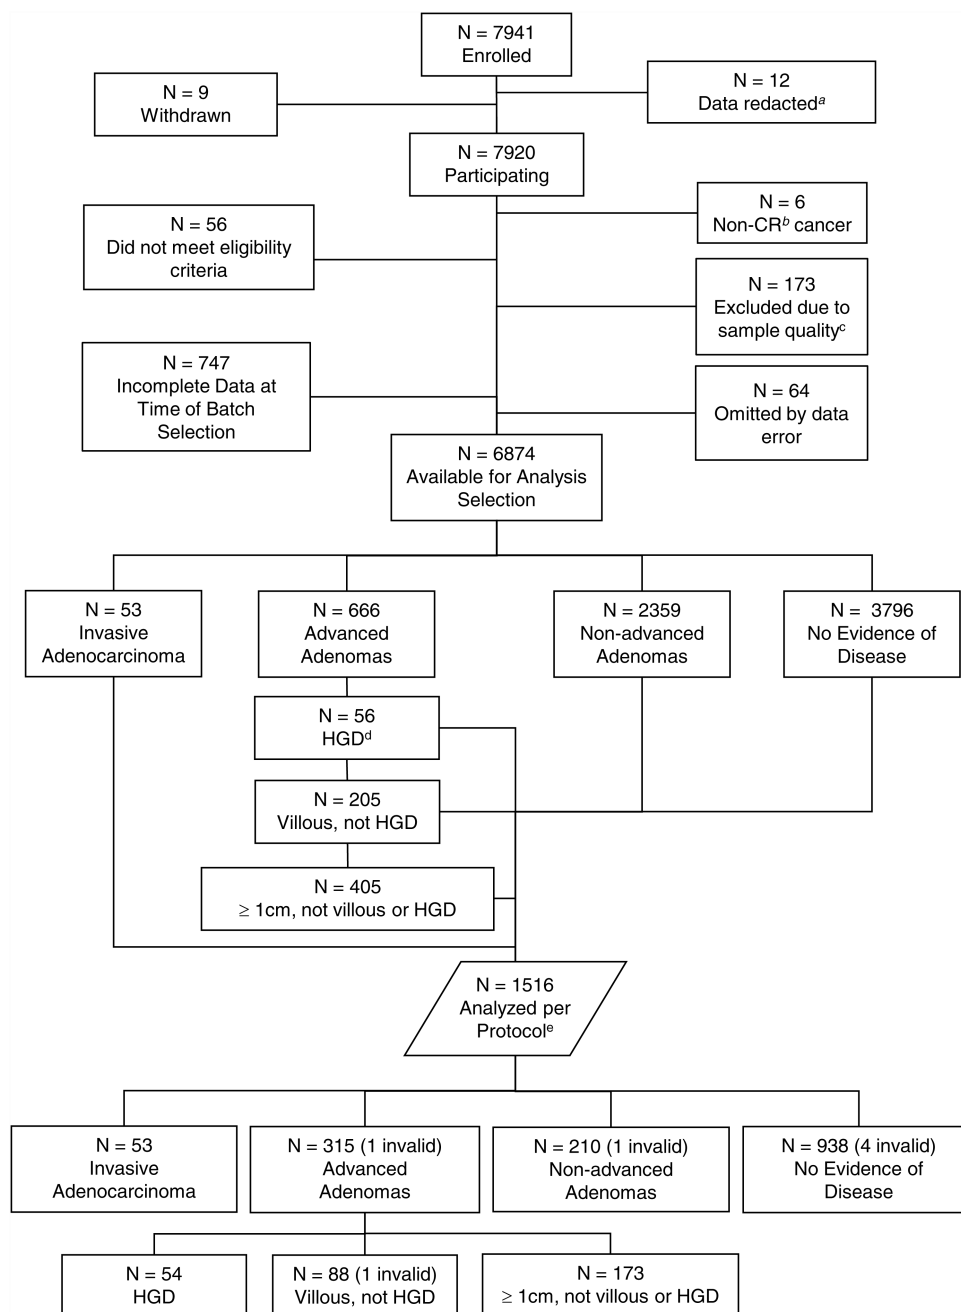 N = 7941
Enrolled
N = 9
Withdrawn
N = 12
Data redactedᵃ
N = 7920
Participating
N = 6
Non-CRᵇ cancer
N = 56
Did not meet eligibility
criteria
N = 173
Excluded due to
sample qualityᶜ
N = 747
Incomplete Data at
Time of Batch
Selection
N = 64
Omitted by data
error
N = 6874
Available for Analysis
Selection
N = 53
Invasive
Adenocarcinoma
N = 666
Advanced
Adenomas
N = 2359
Non-advanced
Adenomas
N = 3796
No Evidence of
Disease
N = 56
HGDᵈ
N = 205
Villous, not HGD
N = 405
≥ 1cm, not villous or HGD
N = 1516
Analyzed per
Protocolᵉ
N = 53
Invasive
Adenocarcinoma
N = 315 (1 invalid)
Advanced
Adenomas
N = 210 (1 invalid)
Non-advanced
Adenomas
N = 938 (4 invalid)
No Evidence of
Disease
N = 54
HGD
N = 88 (1 invalid)
Villous, not HGD
N = 173
≥ 1cm, not villous or HGD